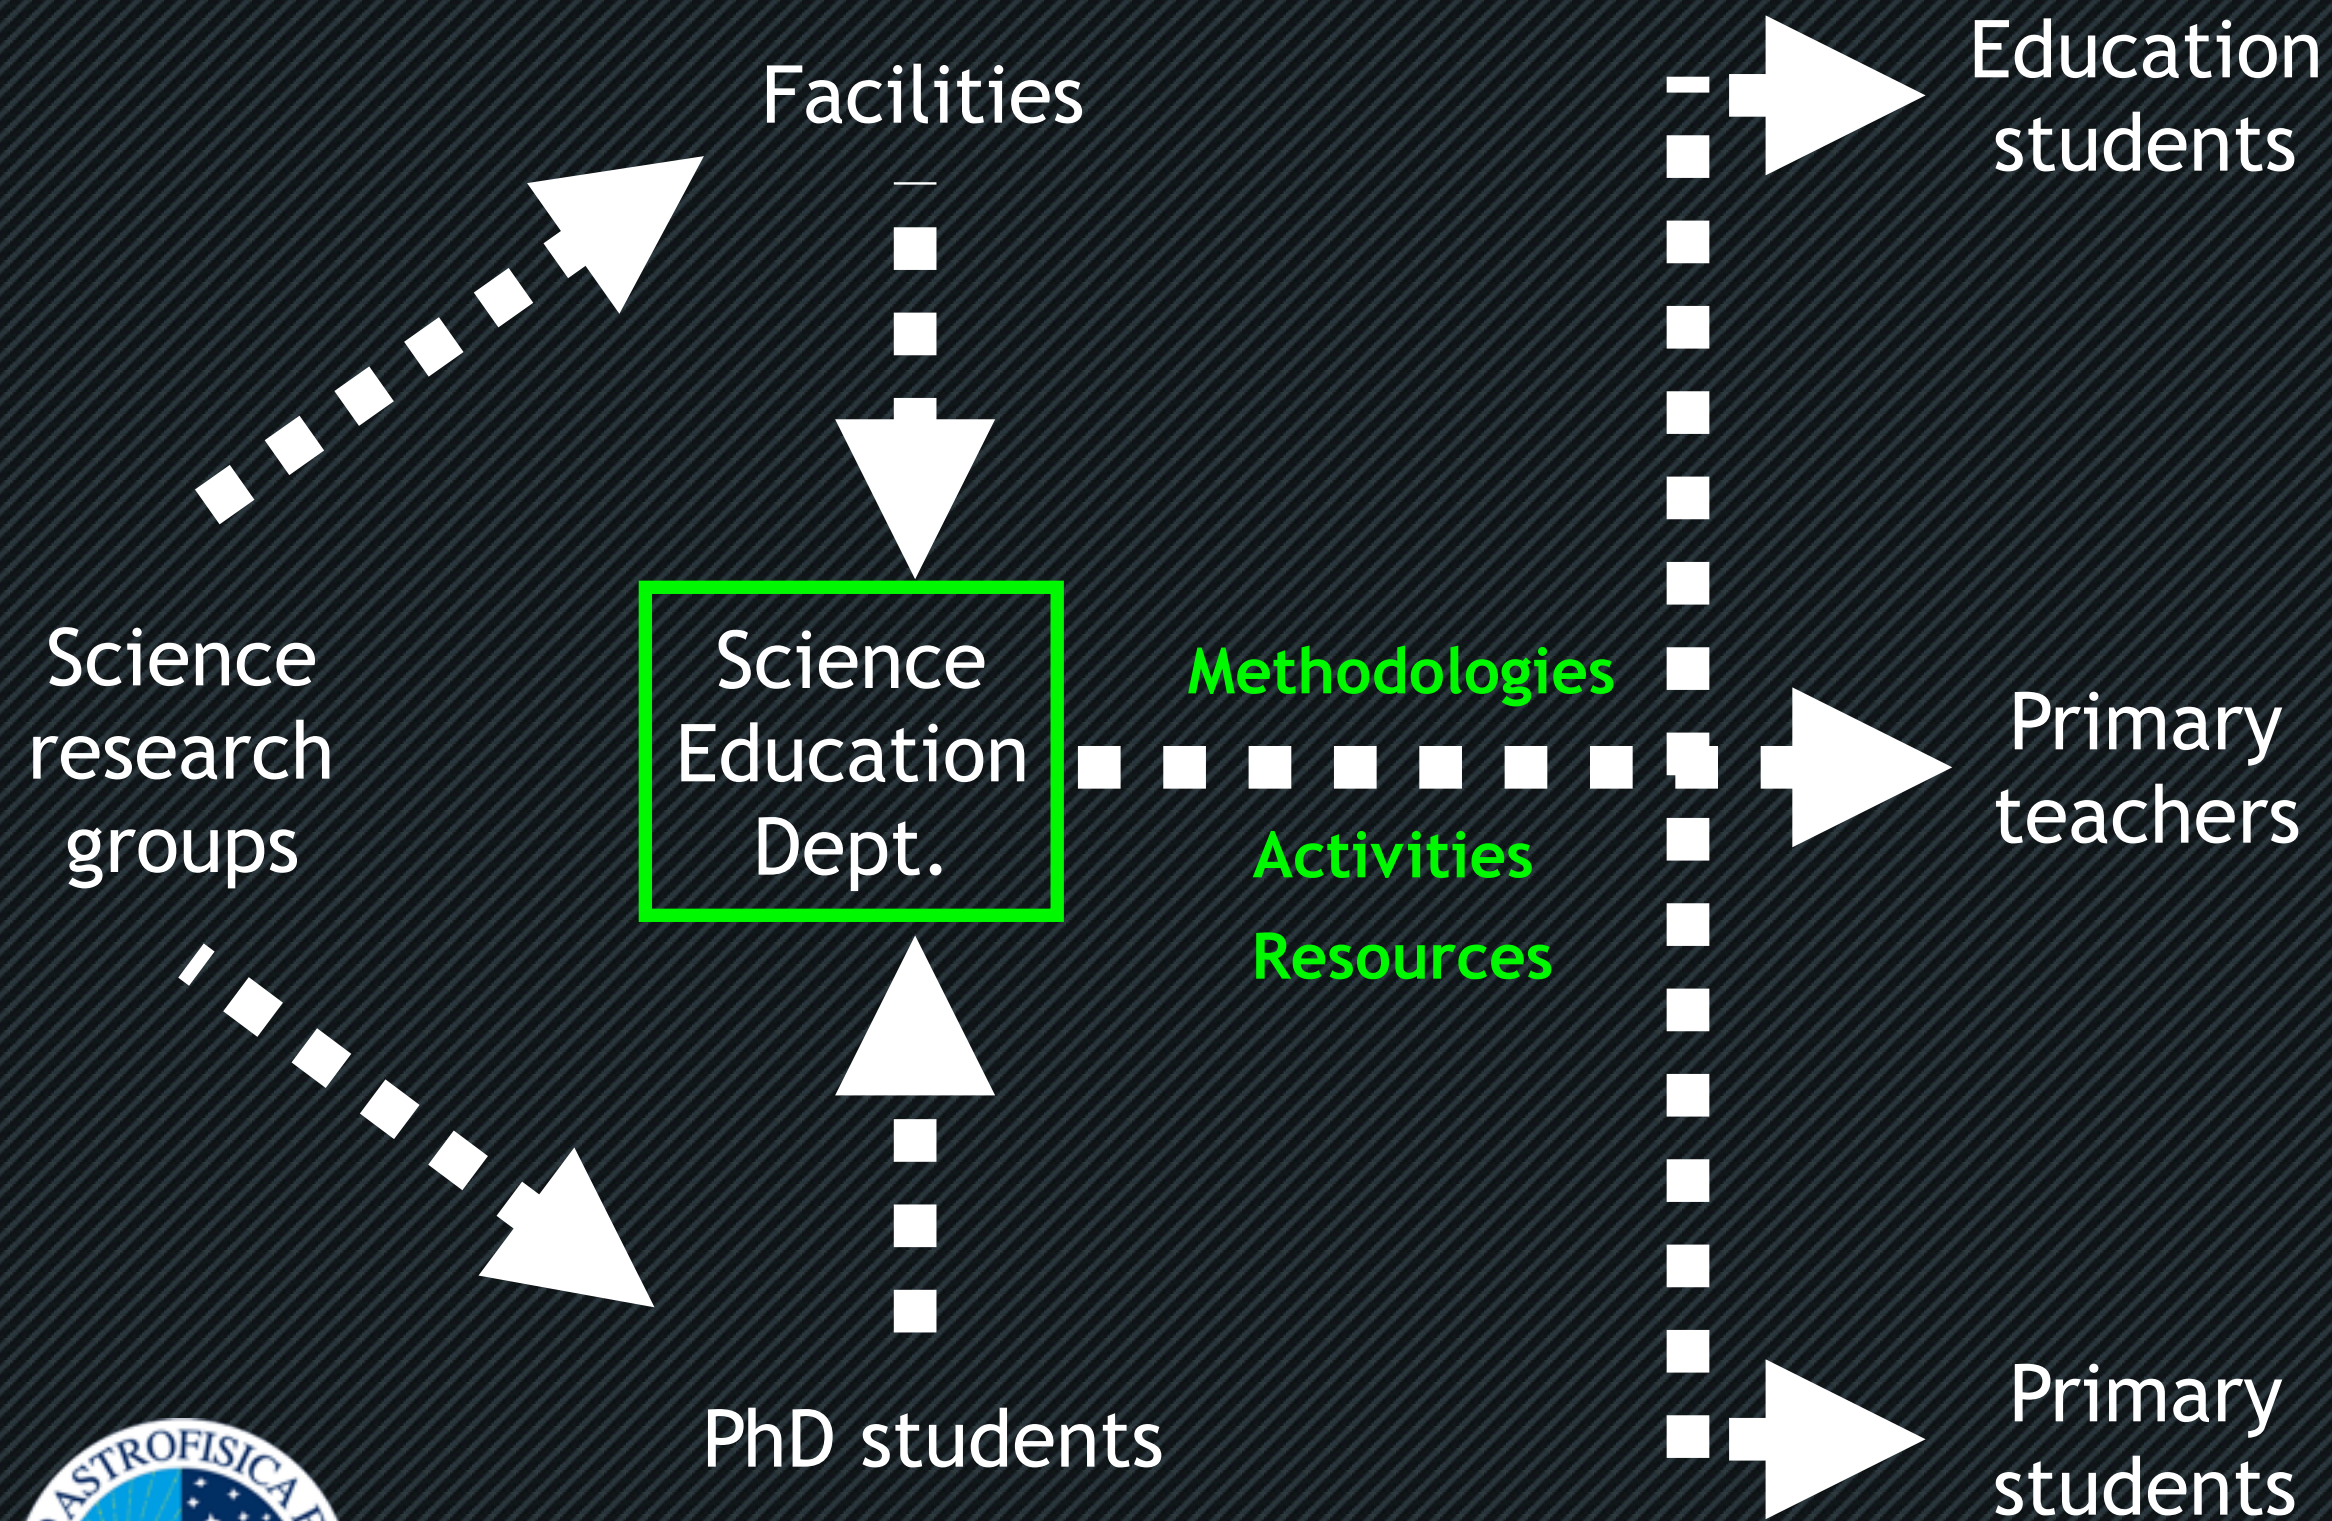 Facilities
Education
students
Science
research
groups
Science
Education
Dept.
Methodologies
Activities
Resources
Primary
teachers
PhD students
Primary
students
ASTROFISICA